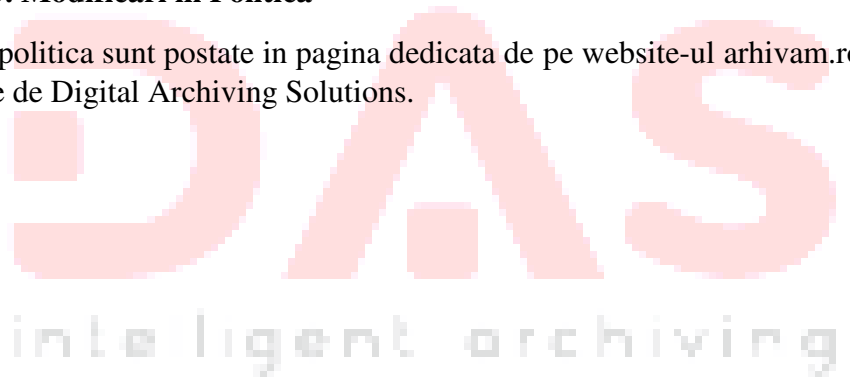 . Modificari in Politica
politica sunt postate in pagina dedicata de pe website-ul arhivam.ro
e de Digital Archiving Solutions.
DAS
intelligent archiving